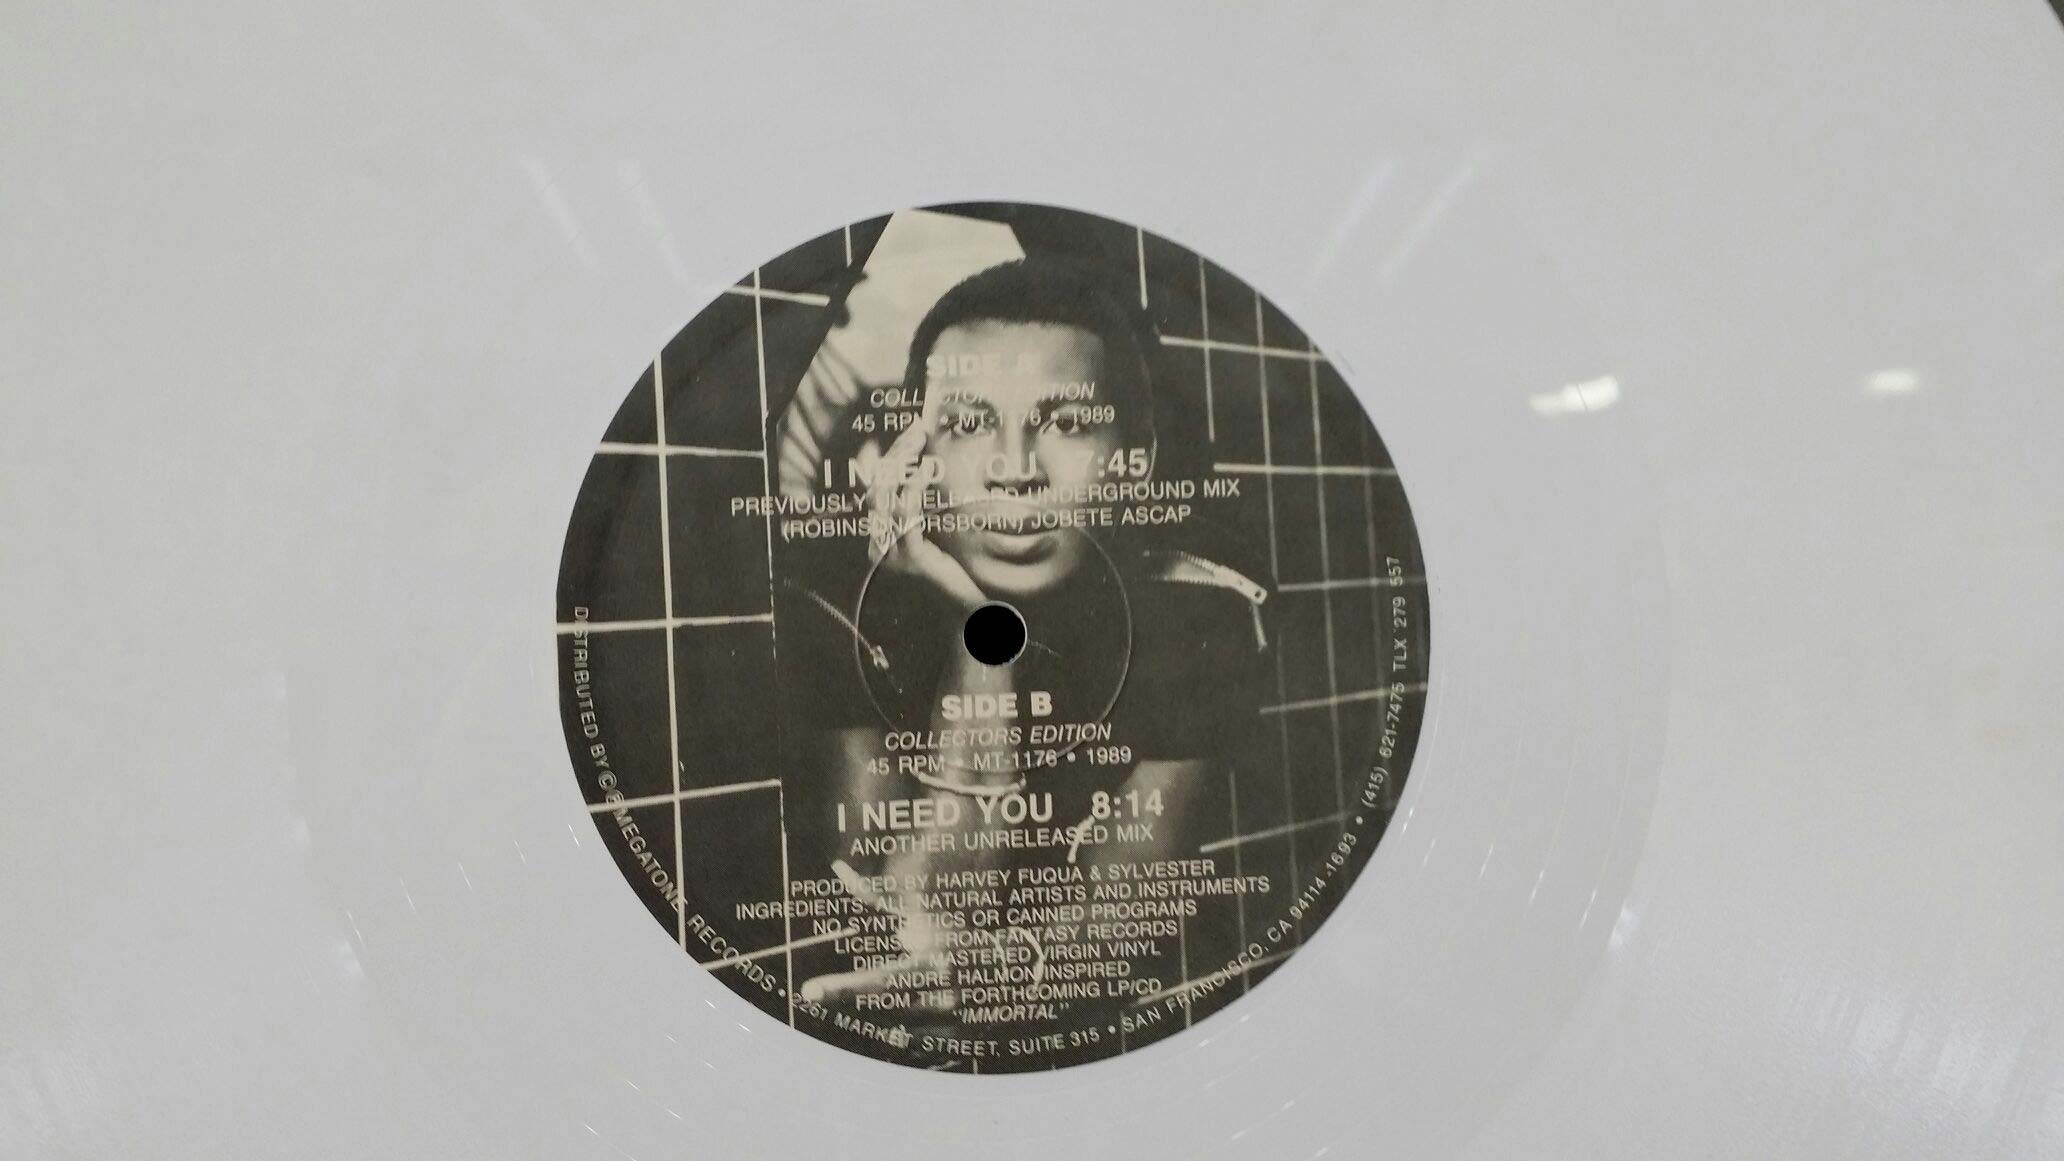 SIDE A
COLLECTORS EDITION
45 RPM • MT-1176 • 1989
I NEED YOU 7:45
PREVIOUSLY UNRELEASED UNDERGROUND MIX
(ROBINSON/ORSBORN) JOBETE ASCAP
SIDE B
COLLECTORS EDITION
45 RPM • MT-1176 • 1989
I NEED YOU 8:14
ANOTHER UNRELEASED MIX
PRODUCED BY HARVEY FUQUA & SYLVESTER
INGREDIENTS: ALL NATURAL ARTISTS AND INSTRUMENTS
NO SYNTHETICS OR CANNED PROGRAMS
LICENSED FROM FANTASY RECORDS
DIRECT MASTERED VIRGIN VINYL
ANDRE HALMON INSPIRED
FROM THE FORTHCOMING LP/CD
"IMMORTAL"
DISTRIBUTED BY ©℗ MEGATONE RECORDS • 2261 MARKET STREET, SUITE 315 • SAN FRANCISCO, CA 94114-1693 • (415) 621-7475 TLX 279 557